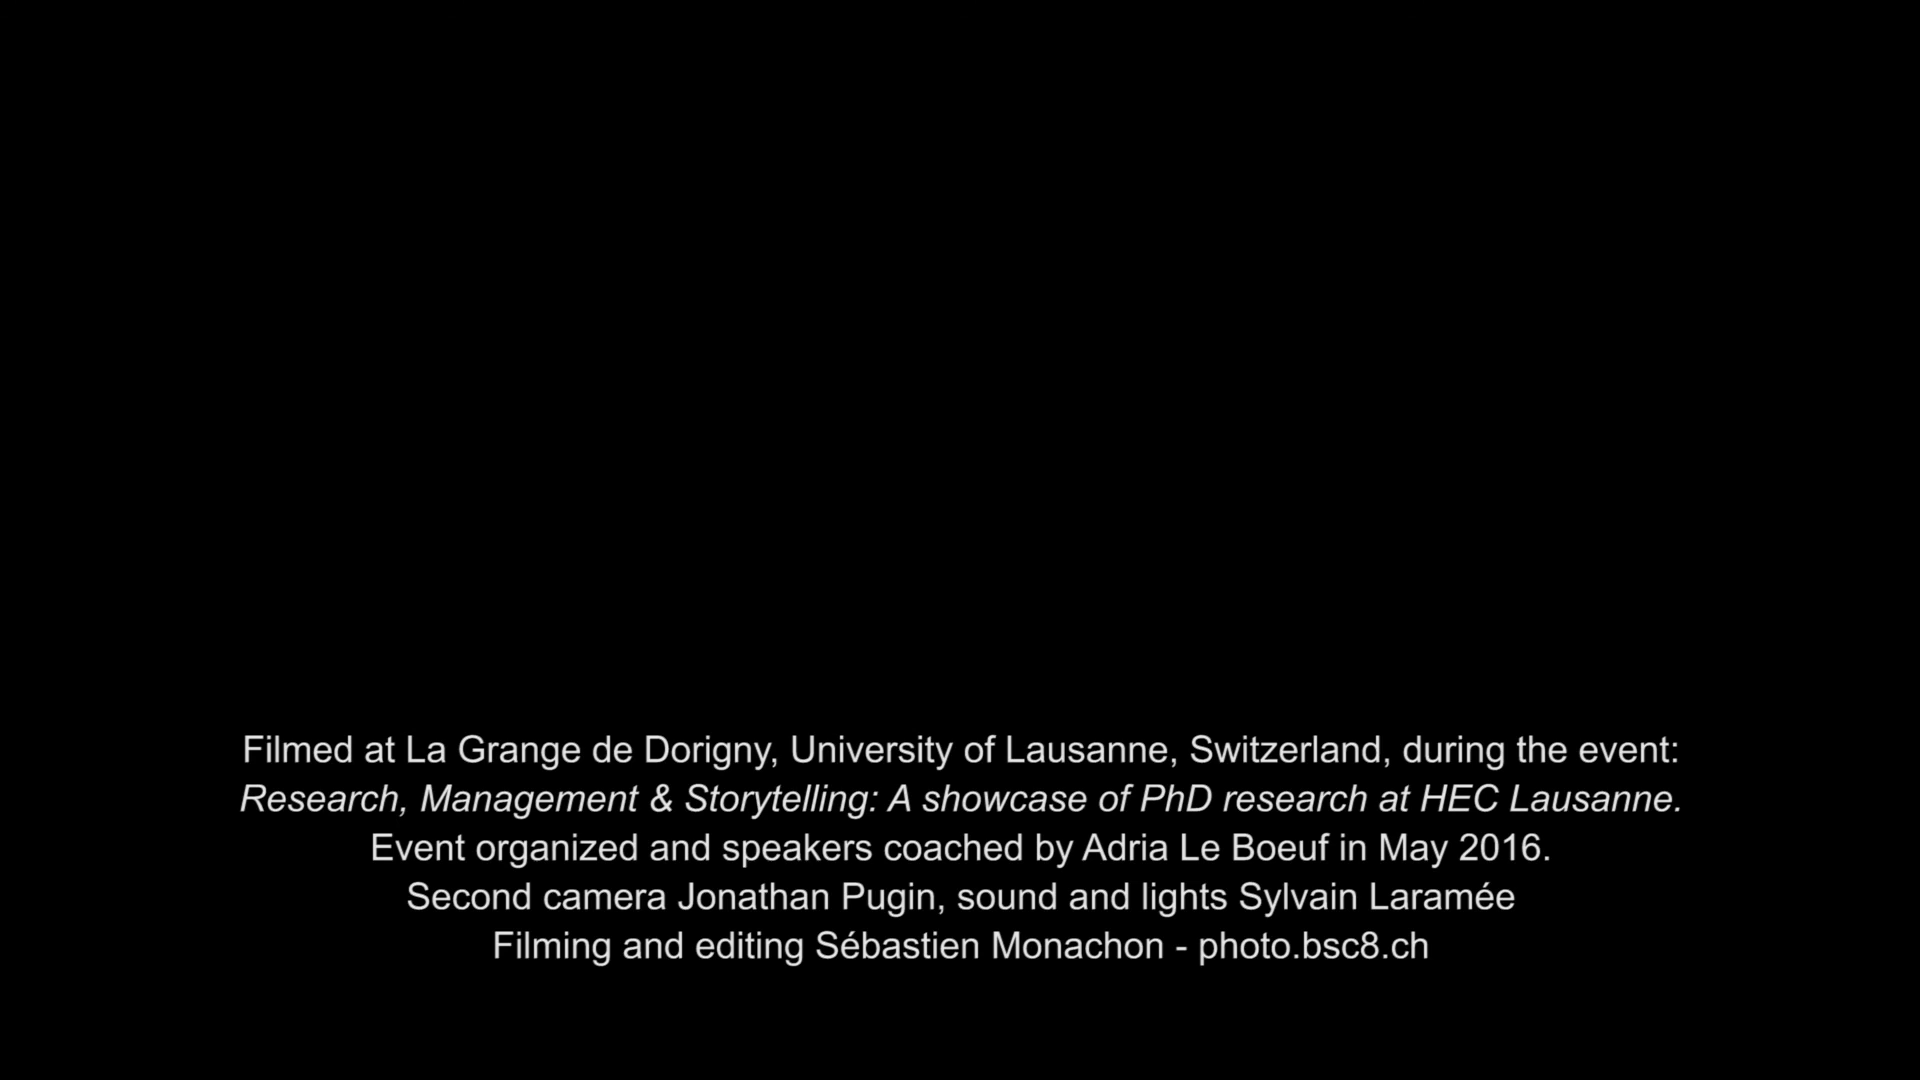 Filmed at La Grange de Dorigny, University of Lausanne, Switzerland, during the event:
Research, Management & Storytelling: A showcase of PhD research at HEC Lausanne.
Event organized and speakers coached by Adria Le Boeuf in May 2016.
Second camera Jonathan Pugin, sound and lights Sylvain Laramée
Filming and editing Sébastien Monachon - photo.bsc8.ch